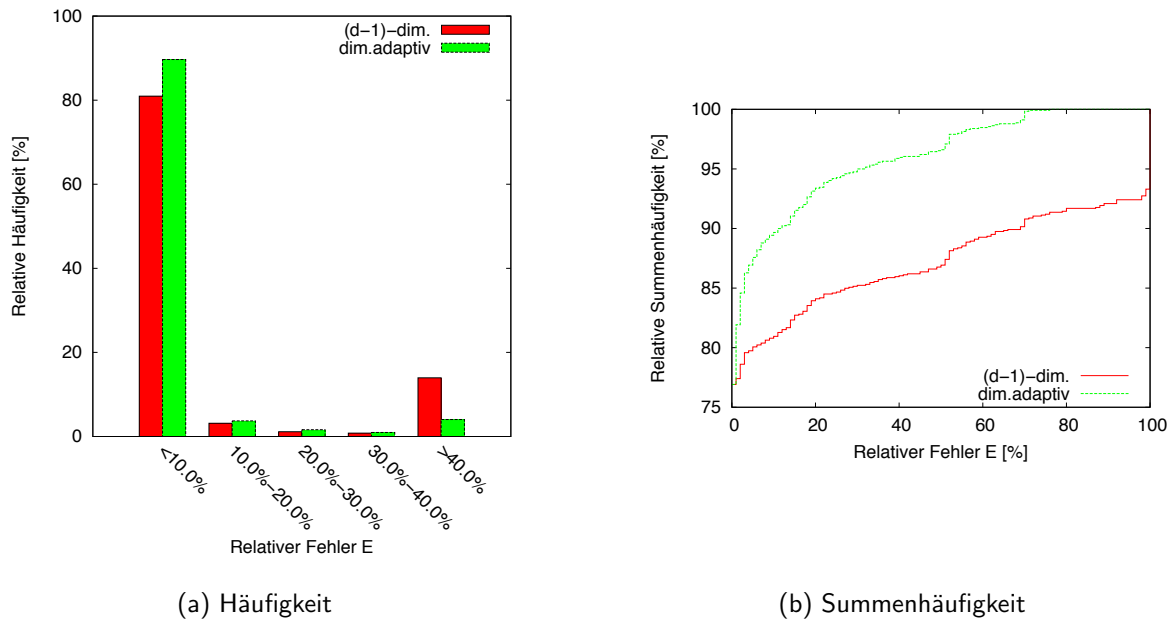 100
80
60
40
20
0
Relative Häufigkeit [%]
(d−1)−dim.
dim.adaptiv
<10.0%
10.0%−20.0%
20.0%−30.0%
30.0%−40.0%
>40.0%
Relativer Fehler E
(a) Häufigkeit
100
95
90
85
80
75
Relative Summenhäufigkeit [%]
(d−1)−dim.
dim.adaptiv
0 20 40 60 80 100
Relativer Fehler E [%]
(b) Summenhäufigkeit